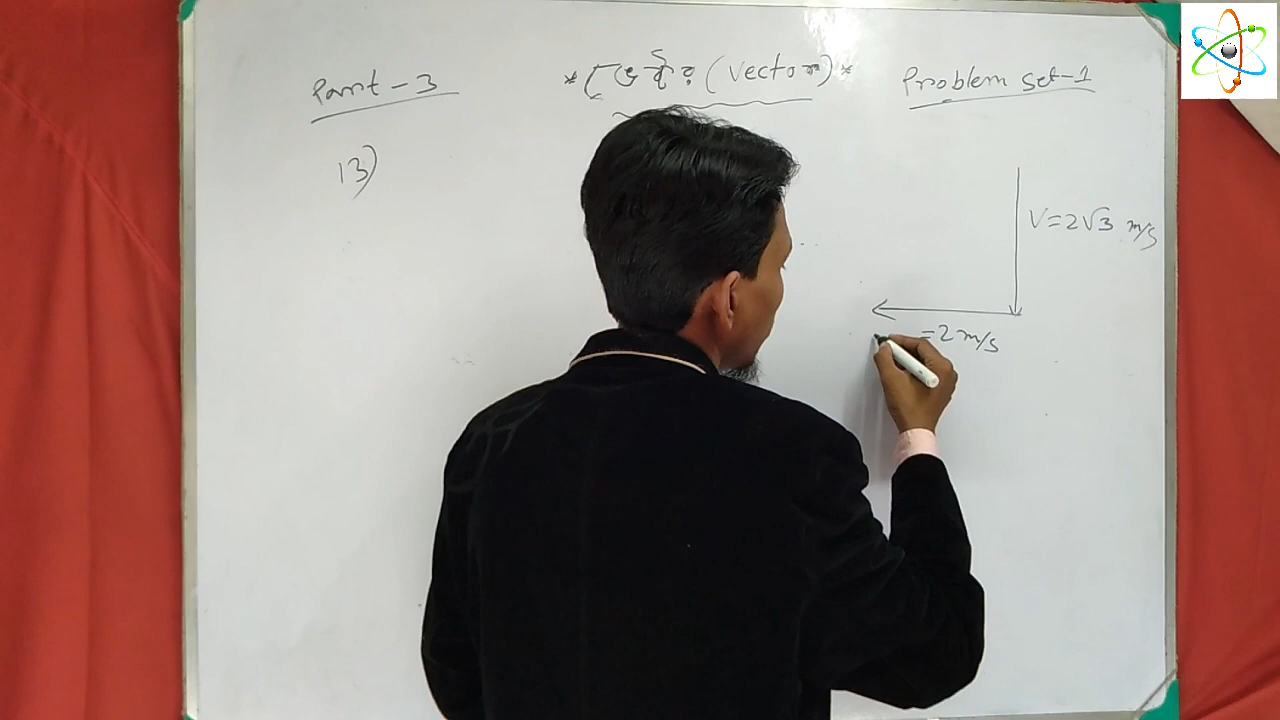 Part-3
*ভেক্টর (Vector)*
Problem set-1
13)
V=2√3 m/s
=2 m/s